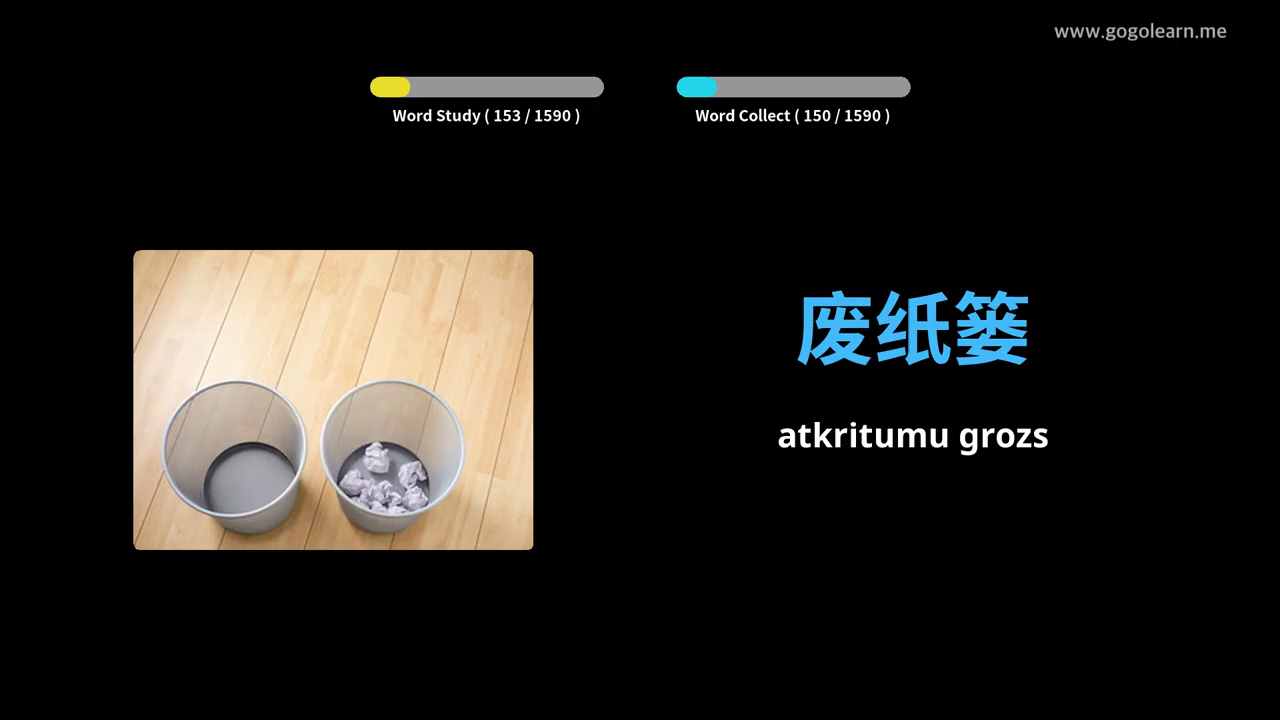 www.gogolearn.me
Word Study ( 153 / 1590 )
Word Collect ( 150 / 1590 )
废纸篓
atkritumu grozs